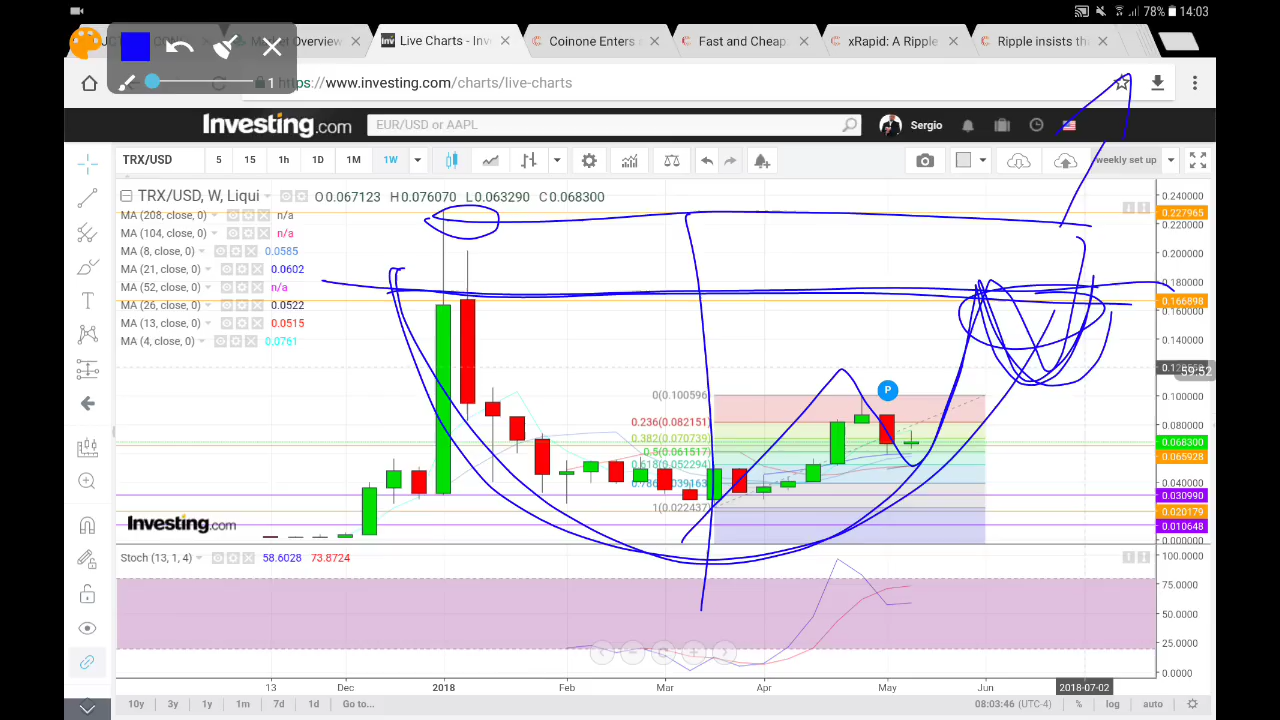 78% 14:03
Market Overview
Live Charts - Inve
Coinone Enters
Fast and Cheap,
xRapid: A Ripple
Ripple insists th
1
https://www.investing.com/charts/live-charts
Investing.com
EUR/USD or AAPL
Sergio
TRX/USD 5 15 1h 1D 1M 1W
weekly set up
TRX/USD, W, Liqui
O0.067123 H0.076070 L0.063290 C0.068300
MA (208, close, 0) n/a
MA (104, close, 0) n/a
MA (8, close, 0) 0.0585
MA (21, close, 0) 0.0602
MA (52, close, 0) n/a
MA (26, close, 0) 0.0522
MA (13, close, 0) 0.0515
MA (4, close, 0) 0.0761
0.240000
0.227965
0.220000
0.200000
0.180000
0.166898
0.160000
0.140000
59:52
0.100000
0.080000
0.068300
0.065928
0.040000
0.030990
0.020179
0.010648
0.000000
P
0(0.100596)
0.236(0.082151)
0.382(0.070739)
0.5(0.061517)
0.618(0.052294)
1(0.022437)
Investing.com
Stoch (13, 1, 4) 58.6028 73.8724
100.0000
75.0000
50.0000
25.0000
0.0000
13 Dec 2018 Feb Mar Apr May Jun 2018-07-02
10y 3y 1y 1m 7d 1d Go to...
08:03:46 (UTC-4) % log auto